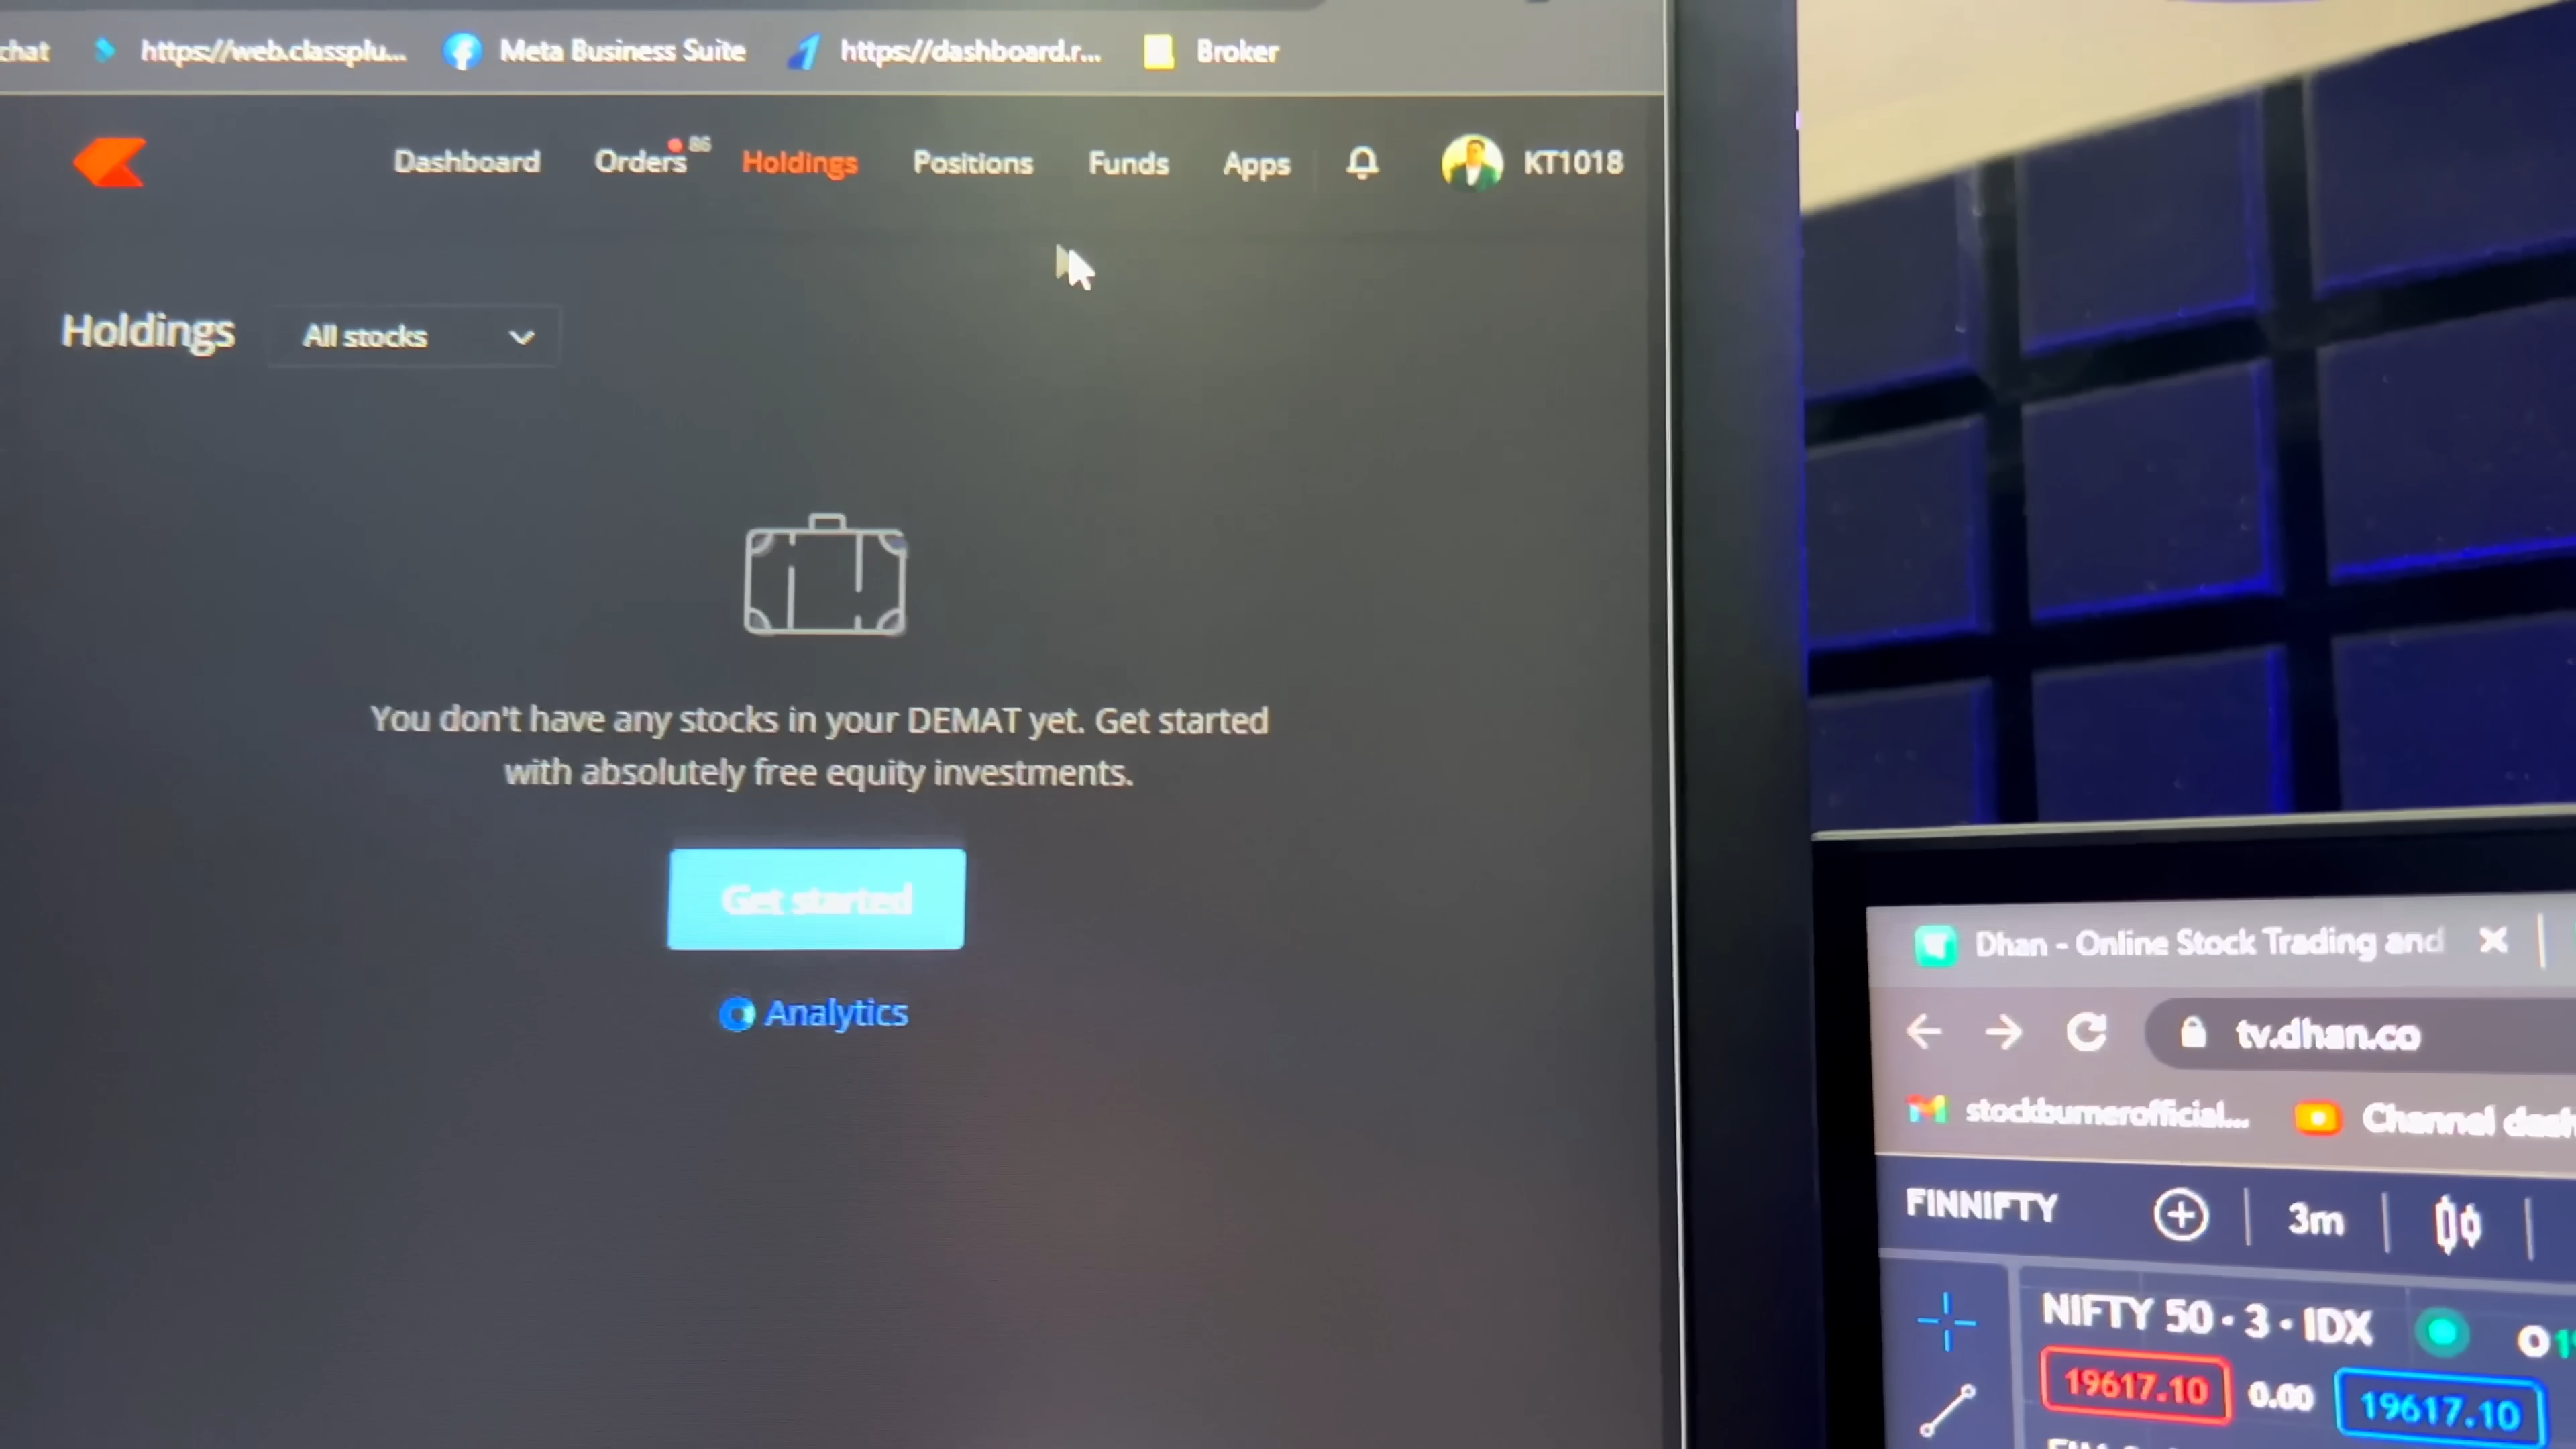 chat https://web.classplu... Meta Business Suite https://dashboard.r... Broker
Dashboard Orders 86 Holdings Positions Funds Apps KT1018
Holdings All stocks
You don't have any stocks in your DEMAT yet. Get started
with absolutely free equity investments.
Get started
Analytics
Dhan - Online Stock Trading and
tv.dhan.co
stockburnerofficial... Channel dash
FINNIFTY 3m
NIFTY 50 · 3 · IDX O 19
19617.10 0.00 19617.10